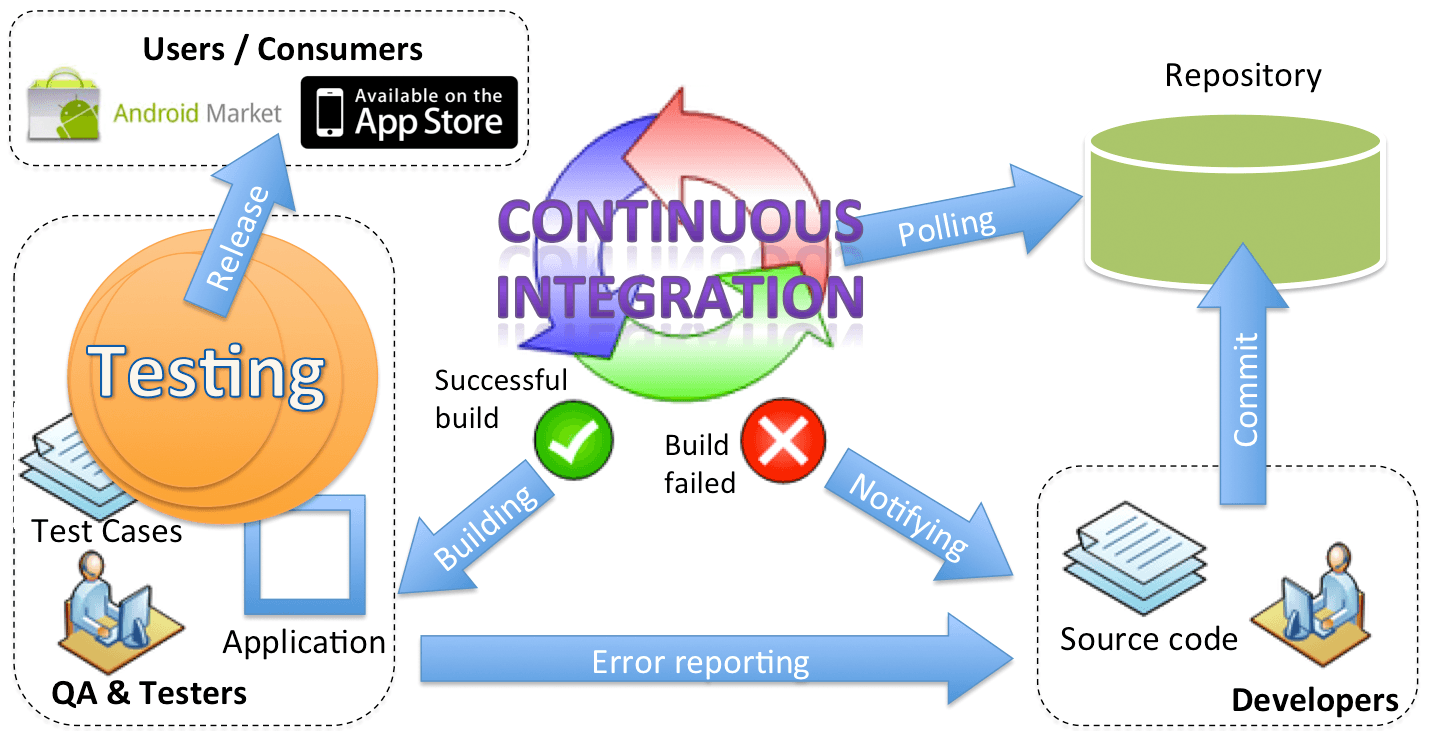 Users / Consumers
Android Market
Available on the
App Store
Release
Testing
Test Cases
Application
QA & Testers
CONTINUOUS
INTEGRATION
Successful
build
Build
failed
Building
Notifying
Error reporting
Polling
Repository
Commit
Source code
Developers